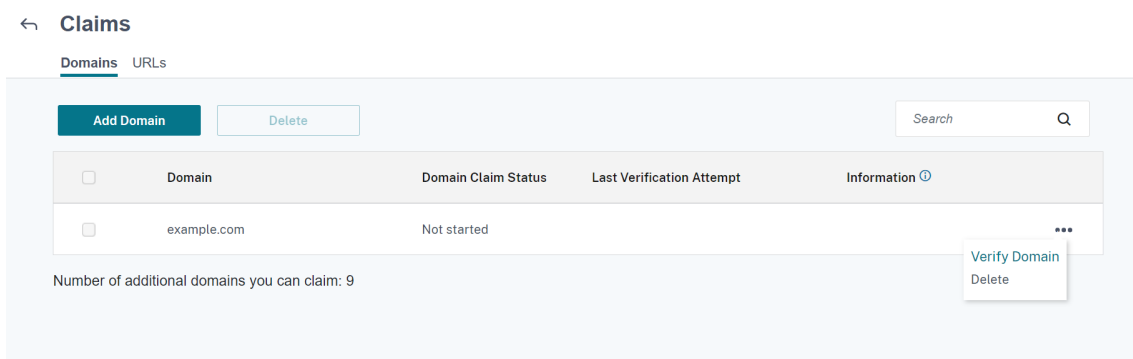 Claims
Domains URLs
Add Domain Delete Search
Domain Domain Claim Status Last Verification Attempt Information
example.com Not started
Verify Domain
Delete
Number of additional domains you can claim: 9